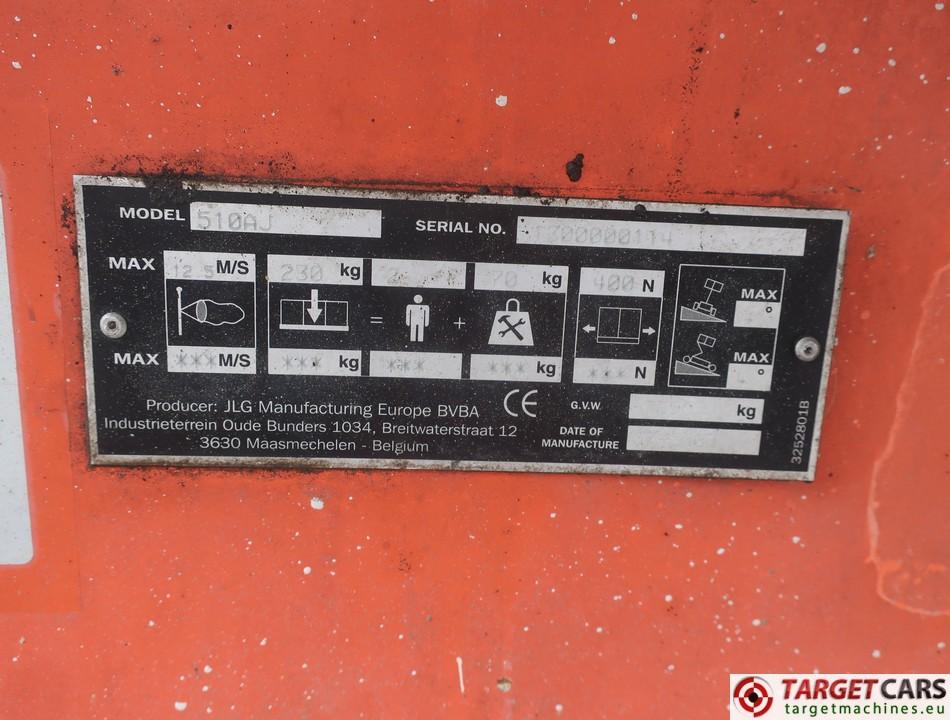 MODEL 510AJ SERIAL NO.
MAX 12.5 M/S 230 kg 2 70 kg 400 N
= +
MAX °
MAX °
MAX *** M/S *** kg *** *** kg *** N
Producer: JLG Manufacturing Europe BVBA CE G.V.W kg
Industrieterrein Oude Bunders 1034, Breitwaterstraat 12
3630 Maasmechelen - Belgium
DATE OF
MANUFACTURE
3252801B
TARGETCARS
targetmachines.eu